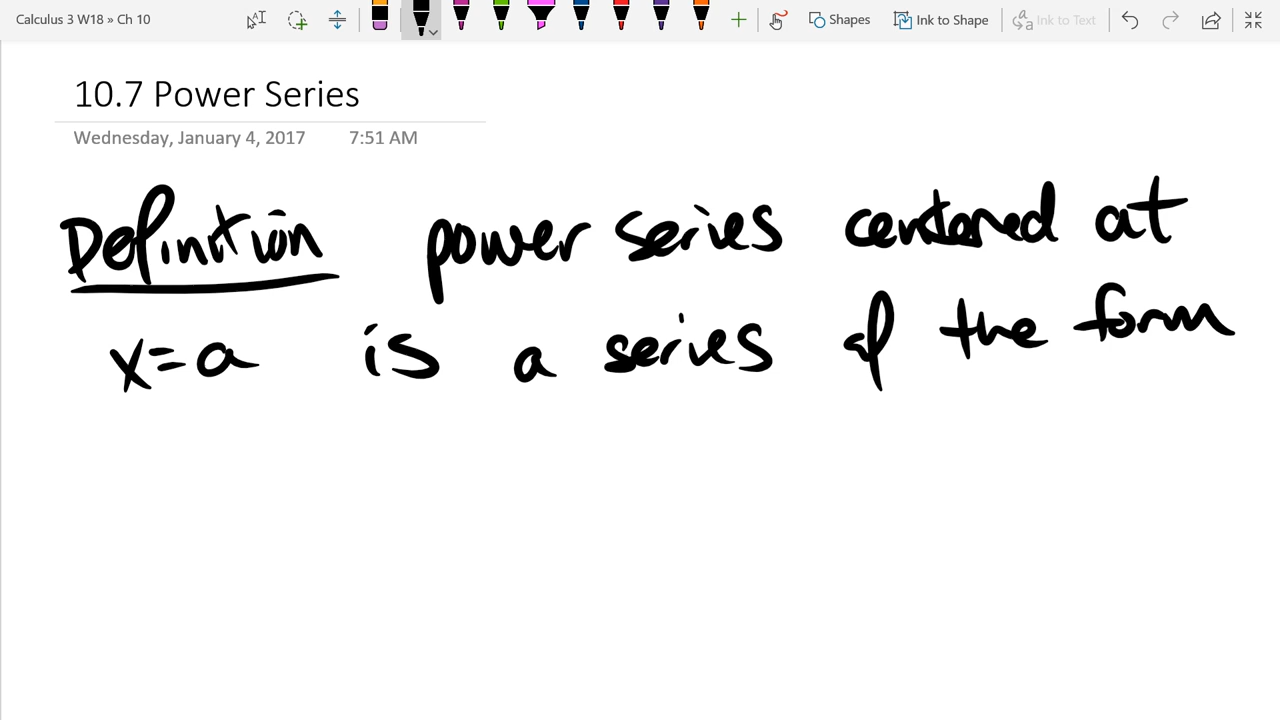 Calculus 3 W18 » Ch 10
Shapes
Ink to Shape
Ink to Text
10.7 Power Series
Wednesday, January 4, 2017 7:51 AM
Definition power series centered at
x=a is a series of the form